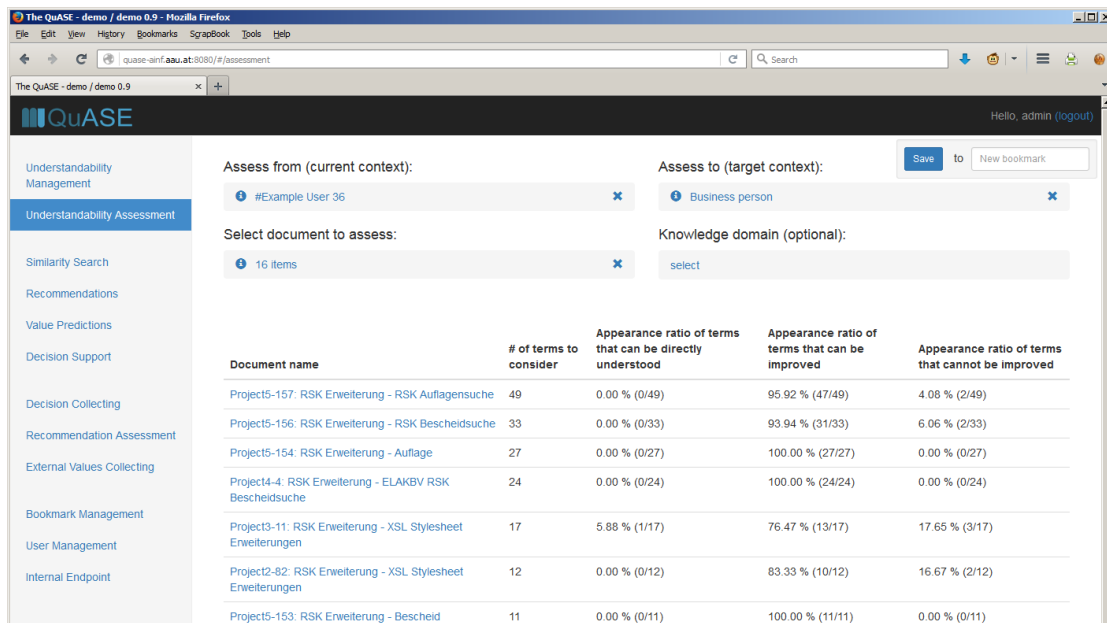 The QuASE - demo / demo 0.9 - Mozilla Firefox
File Edit View History Bookmarks ScrapBook Tools Help
quase-ainf.aau.at:8080/#/assessment
Search
The QuASE - demo / demo 0.9
QuASE
Hello, admin (logout)
Understandability
Management
Understandability Assessment
Similarity Search
Recommendations
Value Predictions
Decision Support
Decision Collecting
Recommendation Assessment
External Values Collecting
Bookmark Management
User Management
Internal Endpoint
Save to New bookmark
Assess from (current context):
#Example User 36
Assess to (target context):
Business person
Select document to assess:
16 items
Knowledge domain (optional):
select
Document name
# of terms to
consider
Appearance ratio of terms
that can be directly
understood
Appearance ratio of
terms that can be
improved
Appearance ratio of terms
that cannot be improved
Project5-157: RSK Erweiterung - RSK Auflagensuche 49 0.00 % (0/49) 95.92 % (47/49) 4.08 % (2/49)
Project5-156: RSK Erweiterung - RSK Bescheidsuche 33 0.00 % (0/33) 93.94 % (31/33) 6.06 % (2/33)
Project5-154: RSK Erweiterung - Auflage 27 0.00 % (0/27) 100.00 % (27/27) 0.00 % (0/27)
Project4-4: RSK Erweiterung - ELAKBV RSK 24 0.00 % (0/24) 100.00 % (24/24) 0.00 % (0/24)
Bescheidsuche
Project3-11: RSK Erweiterung - XSL Stylesheet 17 5.88 % (1/17) 76.47 % (13/17) 17.65 % (3/17)
Erweiterungen
Project2-82: RSK Erweiterung - XSL Stylesheet 12 0.00 % (0/12) 83.33 % (10/12) 16.67 % (2/12)
Erweiterungen
Project5-153: RSK Erweiterung - Bescheid 11 0.00 % (0/11) 100.00 % (11/11) 0.00 % (0/11)